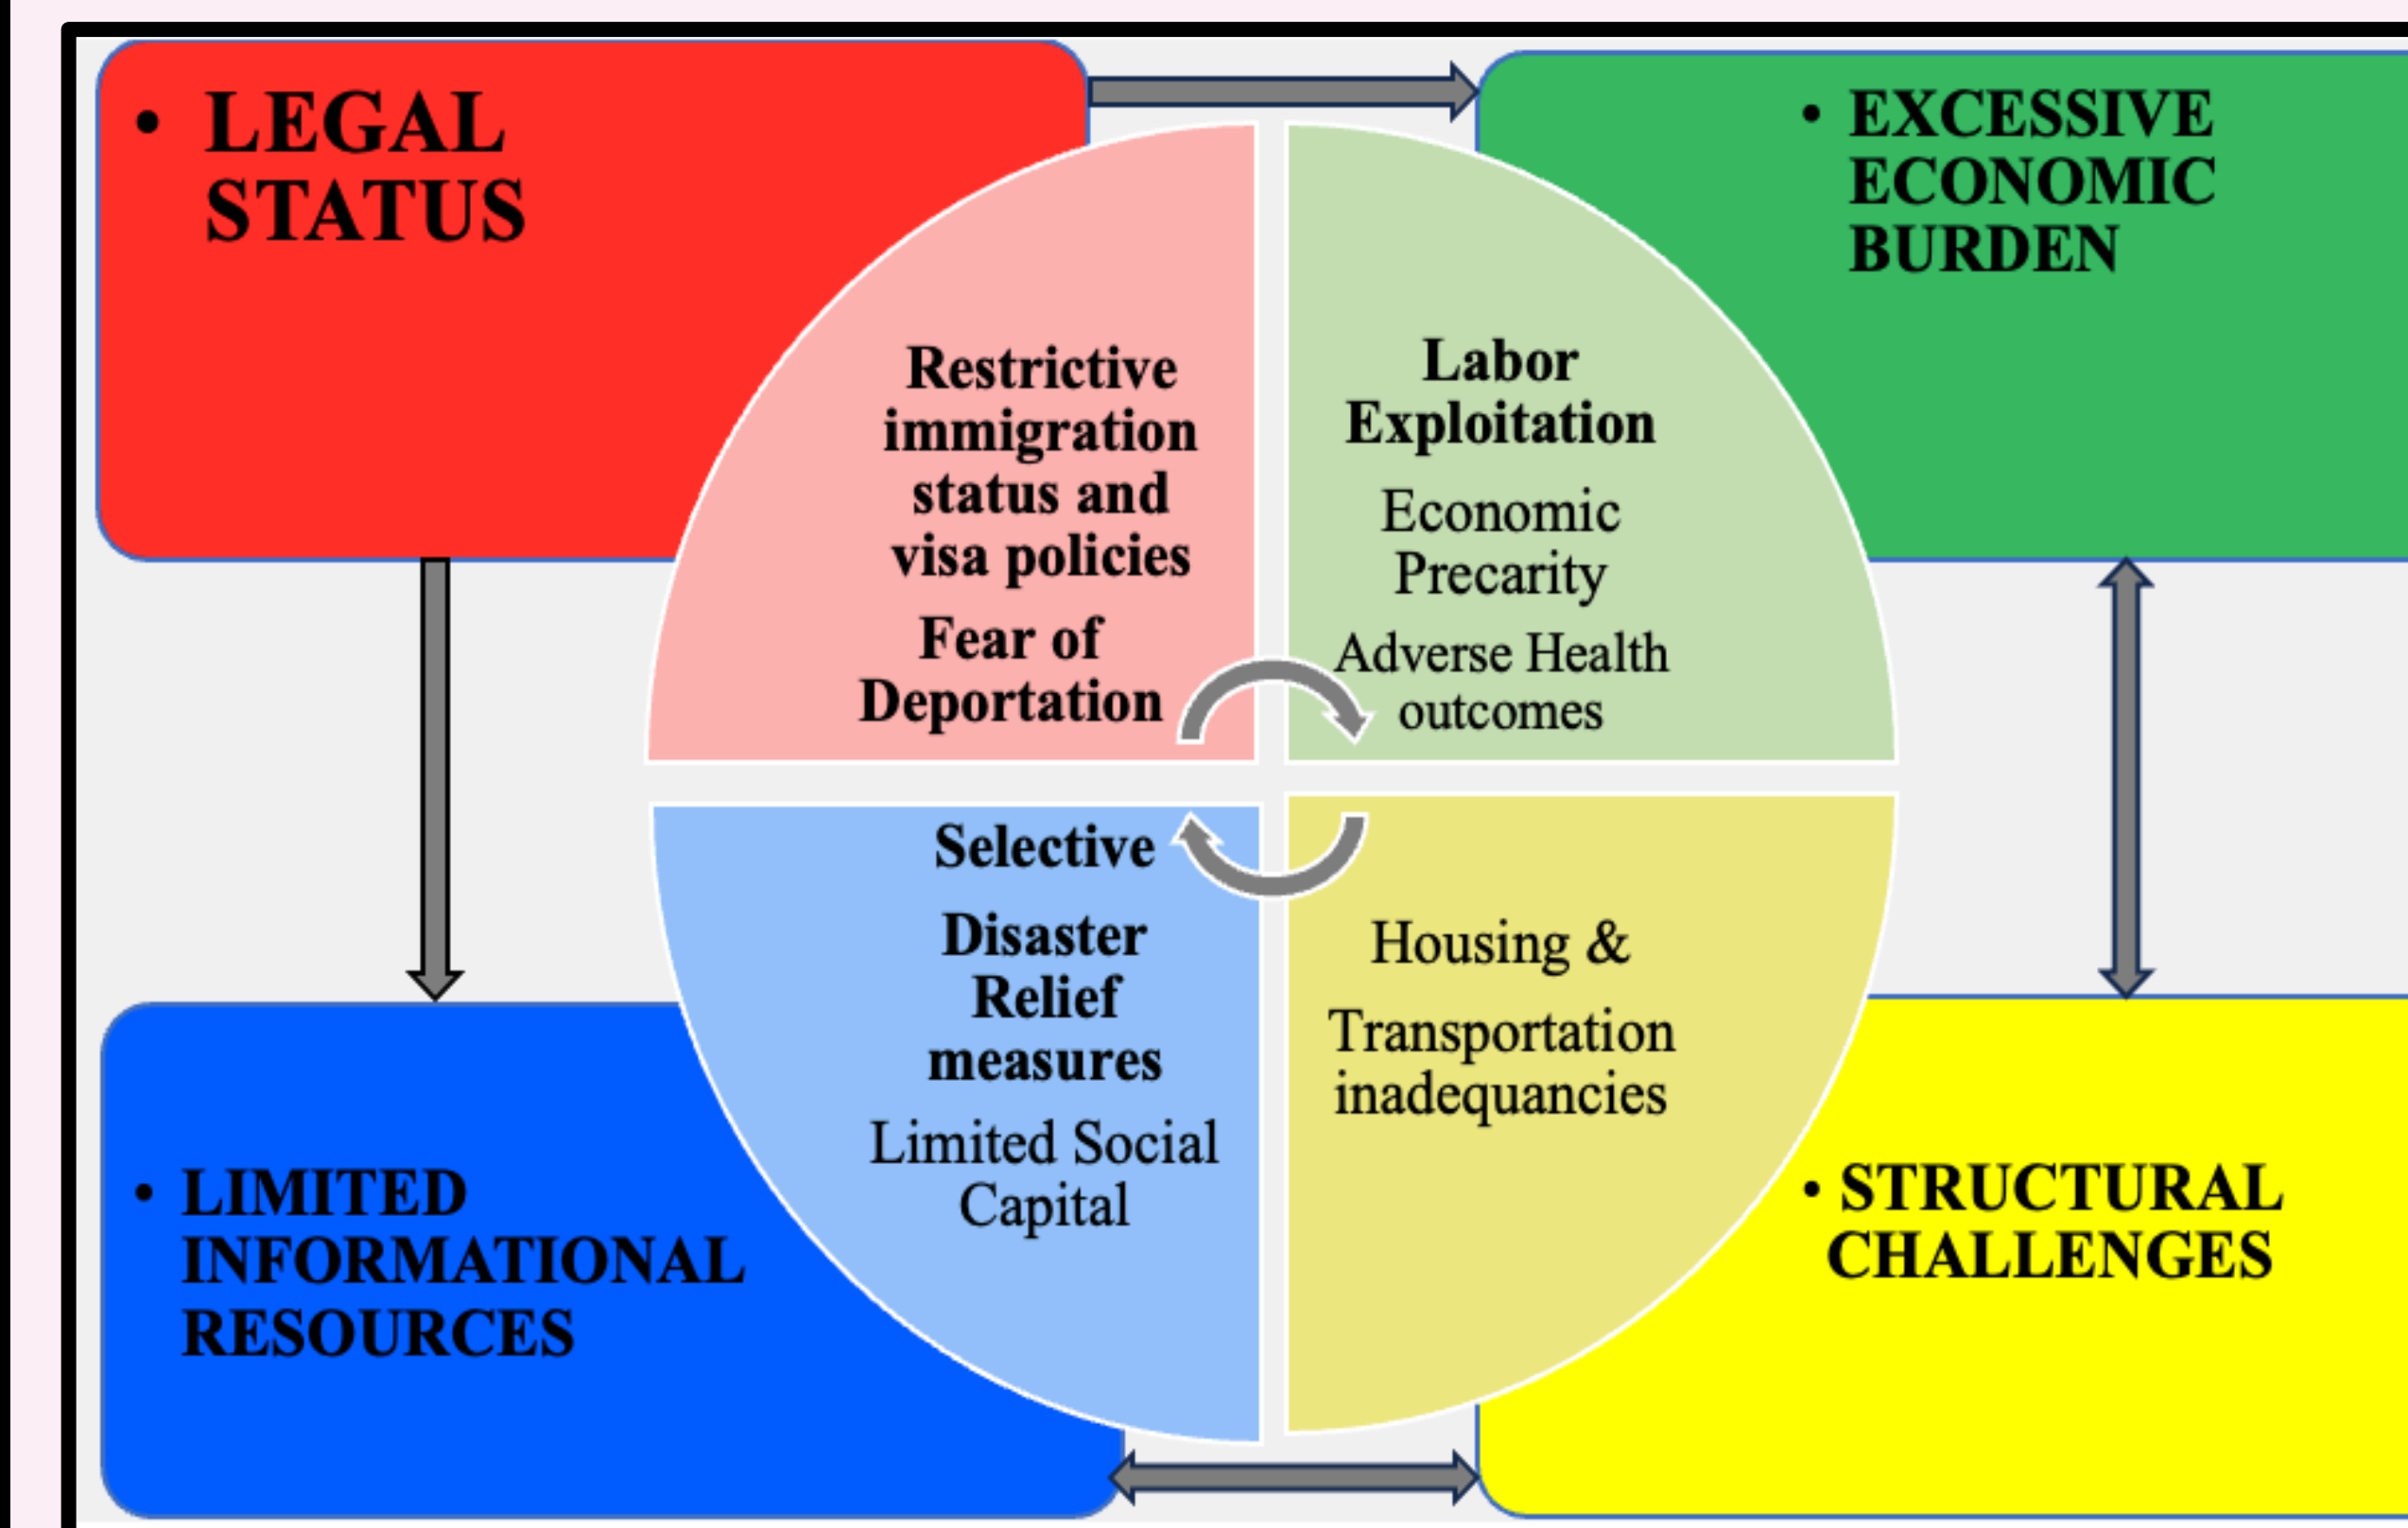 • LEGAL
STATUS
• EXCESSIVE
ECONOMIC
BURDEN
Restrictive
immigration
status and
visa policies
Fear of
Deportation
Labor
Exploitation
Economic
Precarity
Adverse Health
outcomes
Selective
Disaster
Relief
measures
Limited Social
Capital
Housing &
Transportation
inadequancies
• LIMITED
INFORMATIONAL
RESOURCES
• STRUCTURAL
CHALLENGES